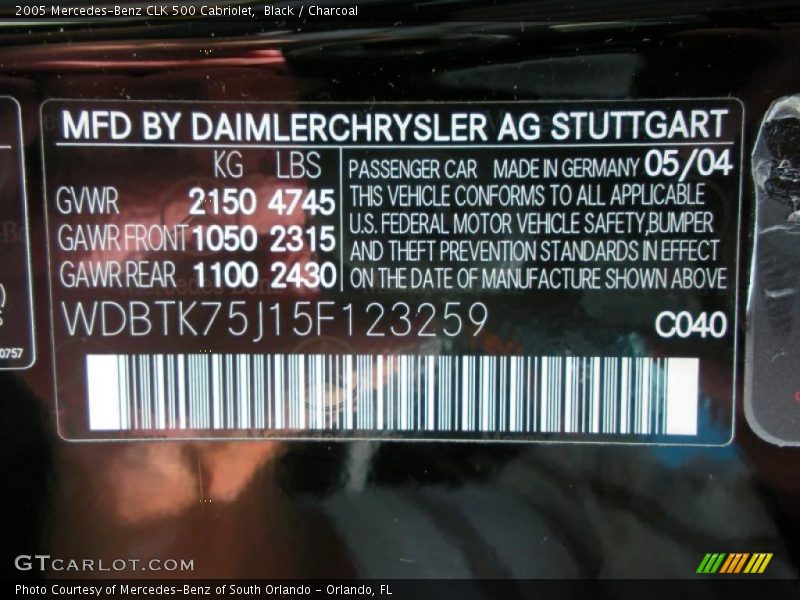 2005 Mercedes-Benz CLK 500 Cabriolet, Black / Charcoal
MFD BY DAIMLERCHRYSLER AG STUTTGART
KG LBS
GVWR 2150 4745
GAWR FRONT 1050 2315
GAWR REAR 1100 2430
PASSENGER CAR MADE IN GERMANY 05/04
THIS VEHICLE CONFORMS TO ALL APPLICABLE
U.S. FEDERAL MOTOR VEHICLE SAFETY,BUMPER
AND THEFT PREVENTION STANDARDS IN EFFECT
ON THE DATE OF MANUFACTURE SHOWN ABOVE
WDBTK75J15F123259
C040
0757
GTCARLOT.COM
Photo Courtesy of Mercedes-Benz of South Orlando - Orlando, FL